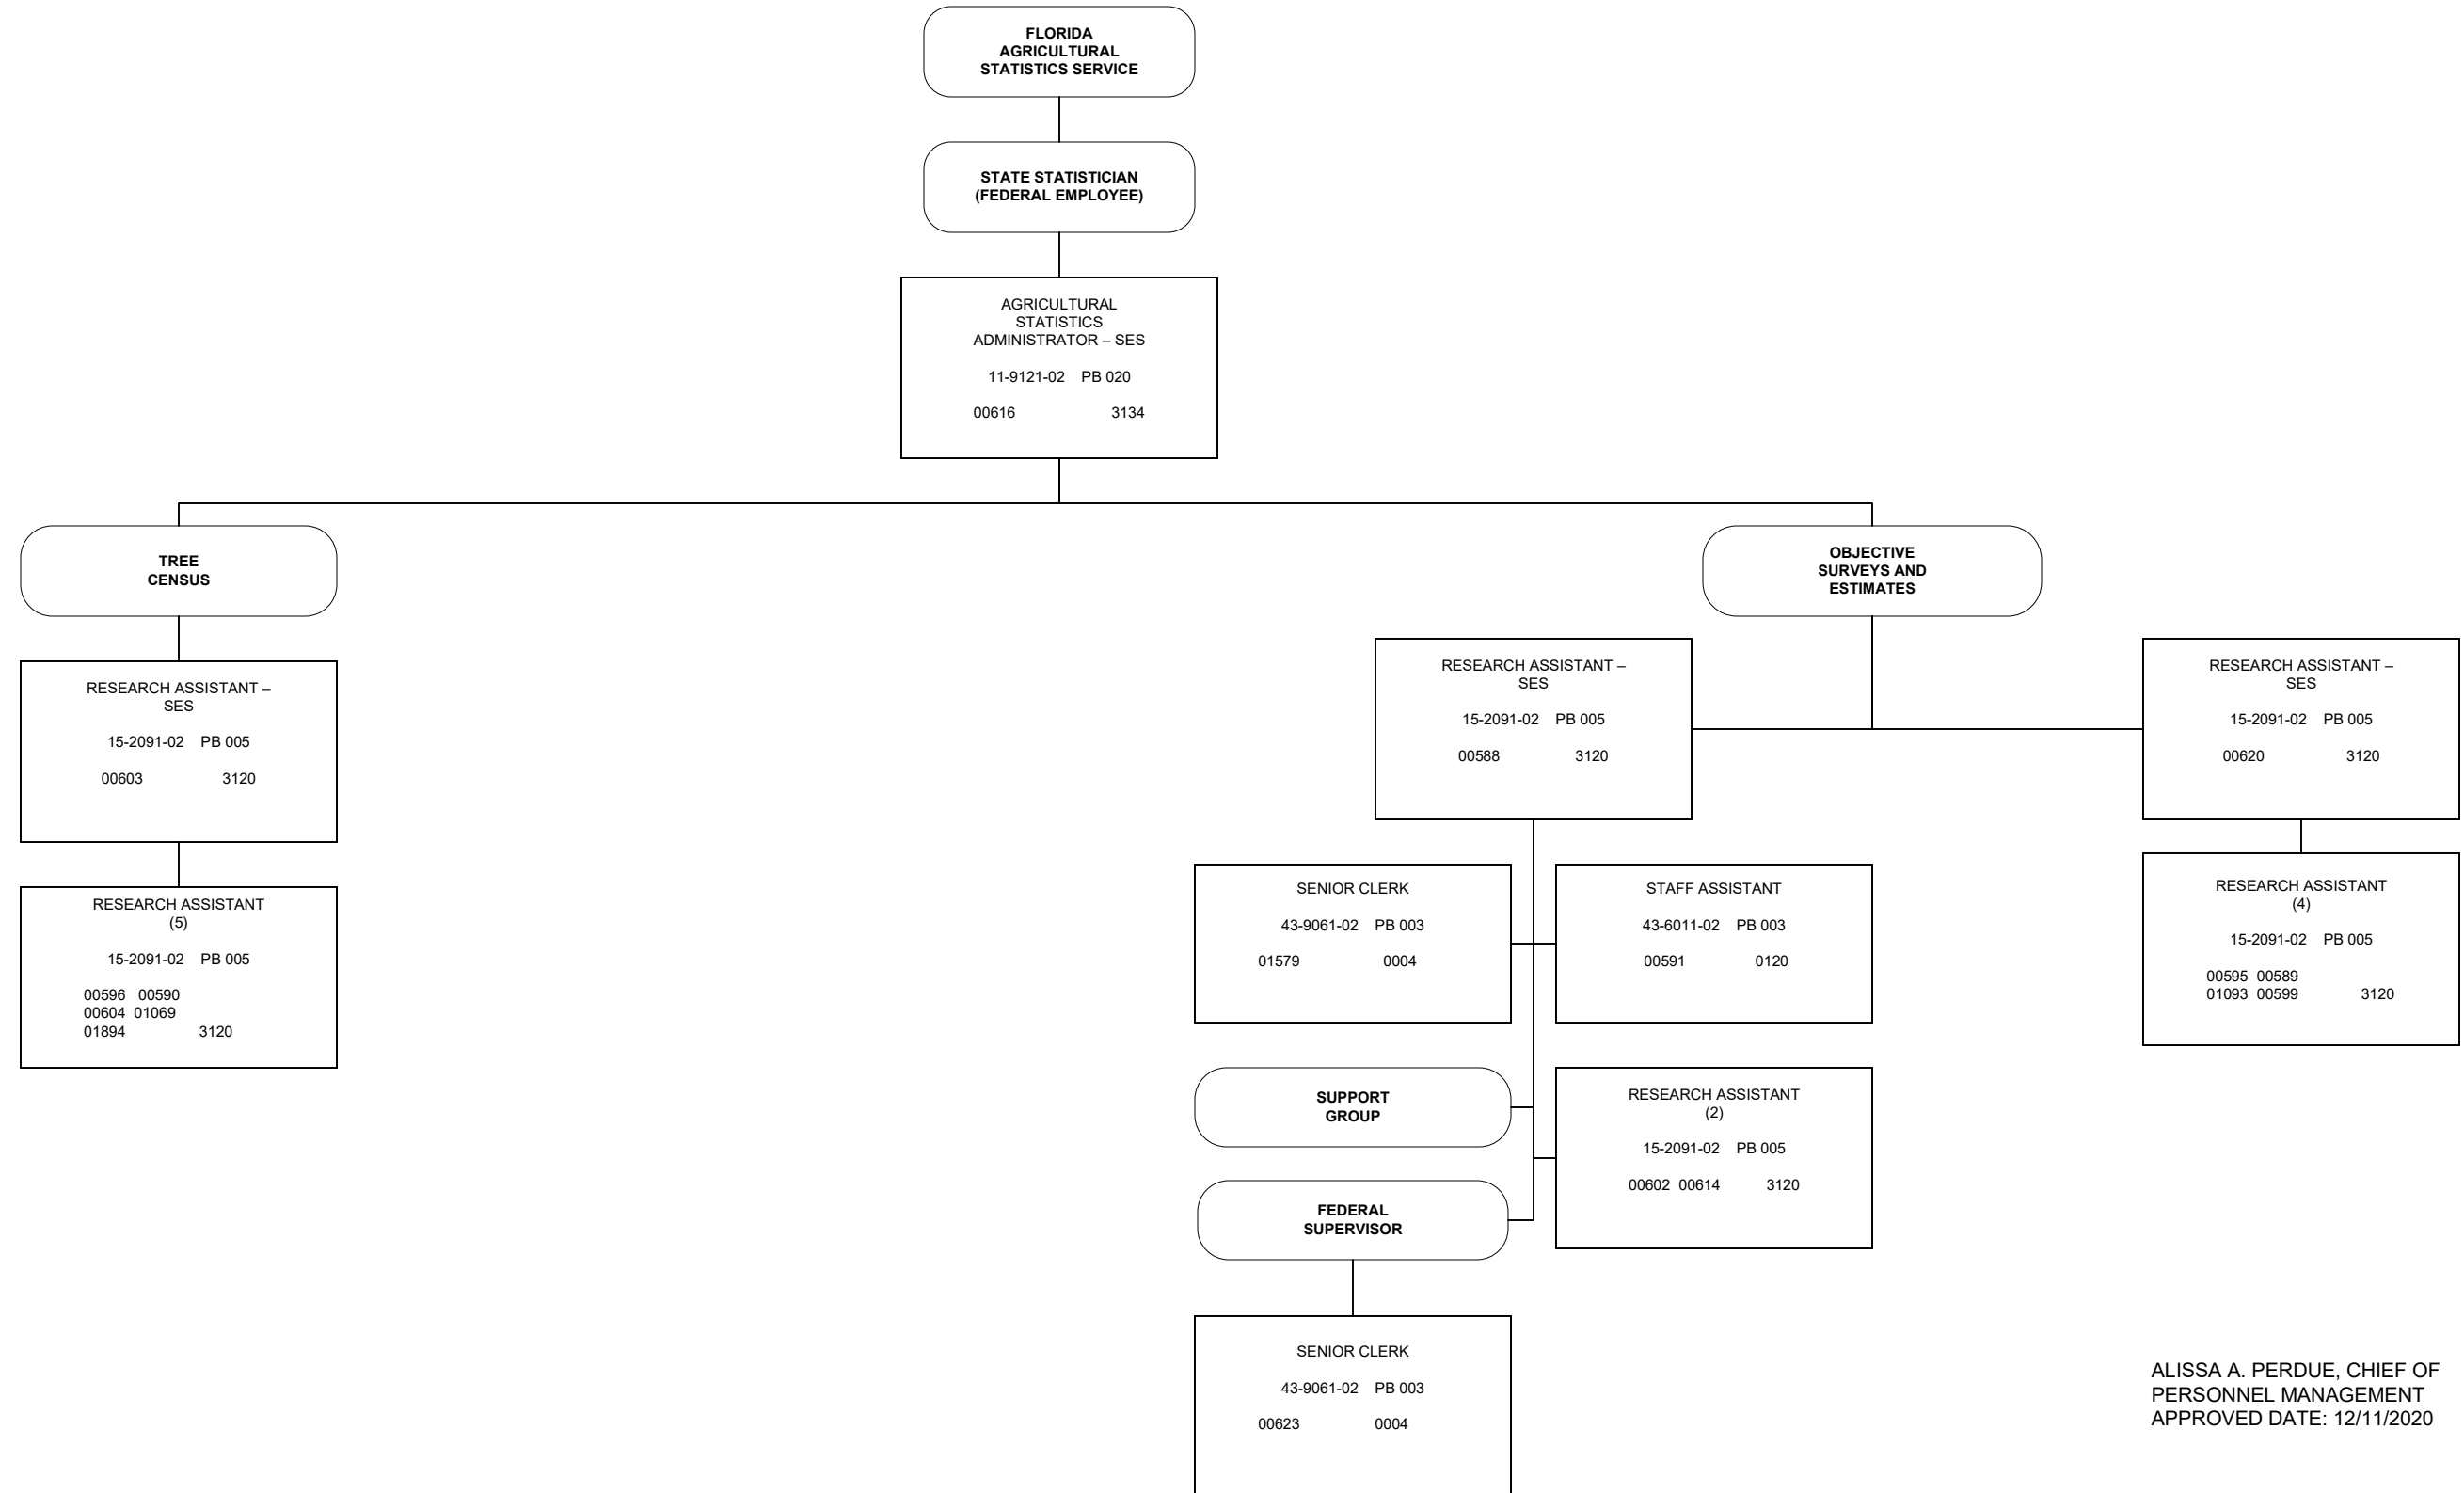 FLORIDA
AGRICULTURAL
STATISTICS SERVICE
STATE STATISTICIAN
(FEDERAL EMPLOYEE)
AGRICULTURAL
STATISTICS
ADMINISTRATOR – SES
11-9121-02 PB 020
00616 3134
TREE
CENSUS
RESEARCH ASSISTANT –
SES
15-2091-02 PB 005
00603 3120
RESEARCH ASSISTANT
(5)
15-2091-02 PB 005
00596 00590
00604 01069
01894 3120
OBJECTIVE
SURVEYS AND
ESTIMATES
RESEARCH ASSISTANT –
SES
15-2091-02 PB 005
00588 3120
SENIOR CLERK
43-9061-02 PB 003
01579 0004
STAFF ASSISTANT
43-6011-02 PB 003
00591 0120
SUPPORT
GROUP
RESEARCH ASSISTANT
(2)
15-2091-02 PB 005
00602 00614 3120
FEDERAL
SUPERVISOR
SENIOR CLERK
43-9061-02 PB 003
00623 0004
RESEARCH ASSISTANT –
SES
15-2091-02 PB 005
00620 3120
RESEARCH ASSISTANT
(4)
15-2091-02 PB 005
00595 00589
01093 00599 3120
ALISSA A. PERDUE, CHIEF OF
PERSONNEL MANAGEMENT
APPROVED DATE: 12/11/2020